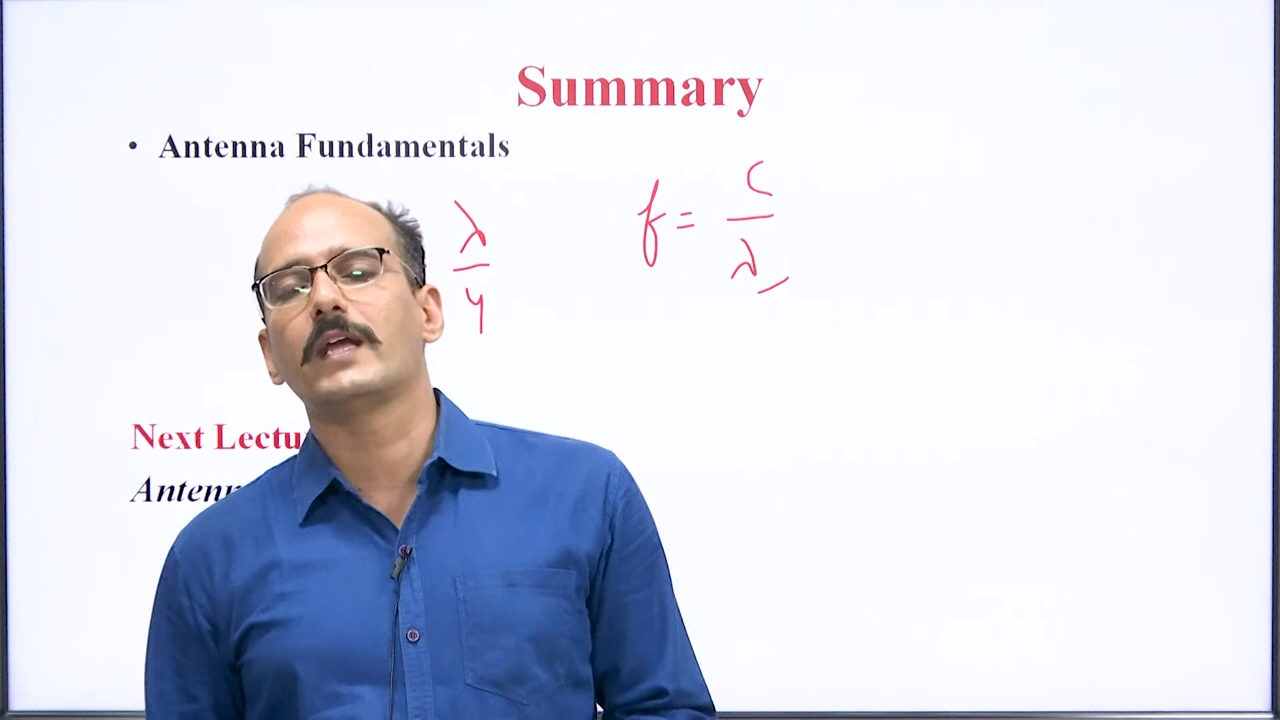 Summary
• Antenna Fundamentals
λ/4
f = c/λ
Next Lectu
Antenn